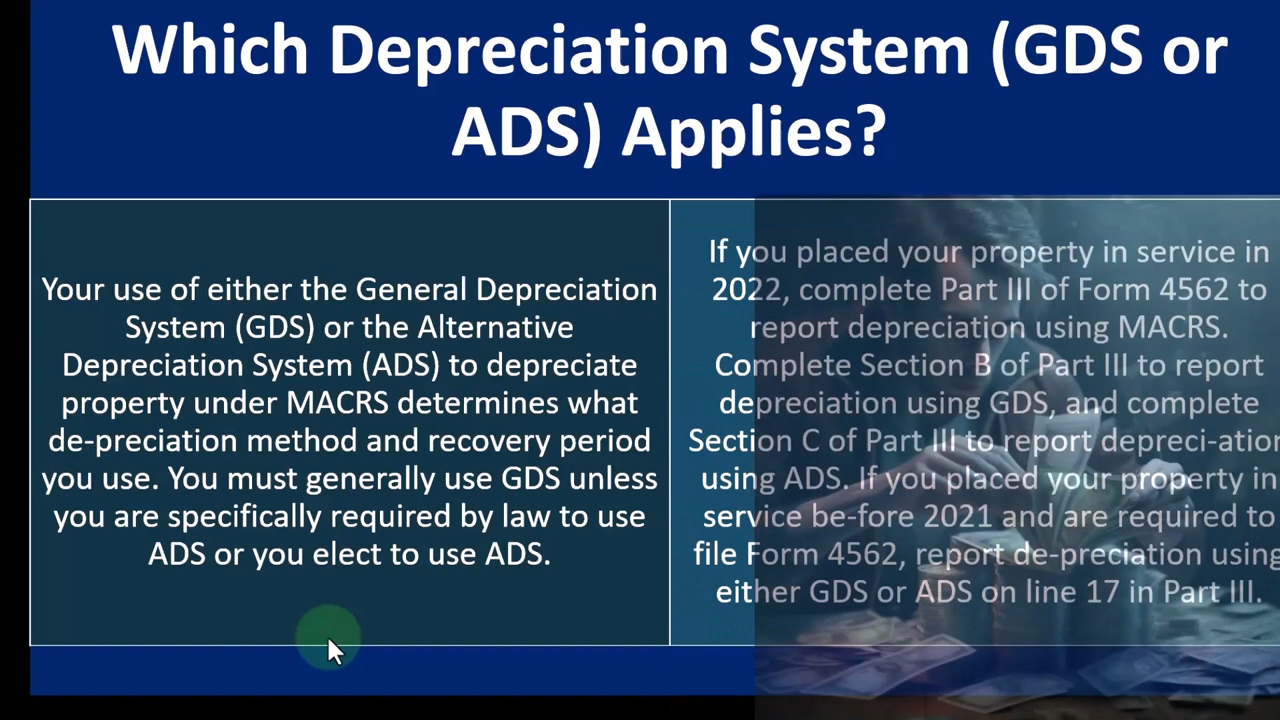 Which Depreciation System (GDS or
ADS) Applies?
Your use of either the General Depreciation
System (GDS) or the Alternative
Depreciation System (ADS) to depreciate
property under MACRS determines what
de-preciation method and recovery period
you use. You must generally use GDS unless
you are specifically required by law to use
ADS or you elect to use ADS.
If you placed your property in service in
2022, complete Part III of Form 4562 to
report depreciation using MACRS.
Complete Section B of Part III to report
depreciation using GDS, and complete
Section C of Part III to report depreci-ation
using ADS. If you placed your property in
service be-fore 2021 and are required to
file Form 4562, report de-preciation using
either GDS or ADS on line 17 in Part III.